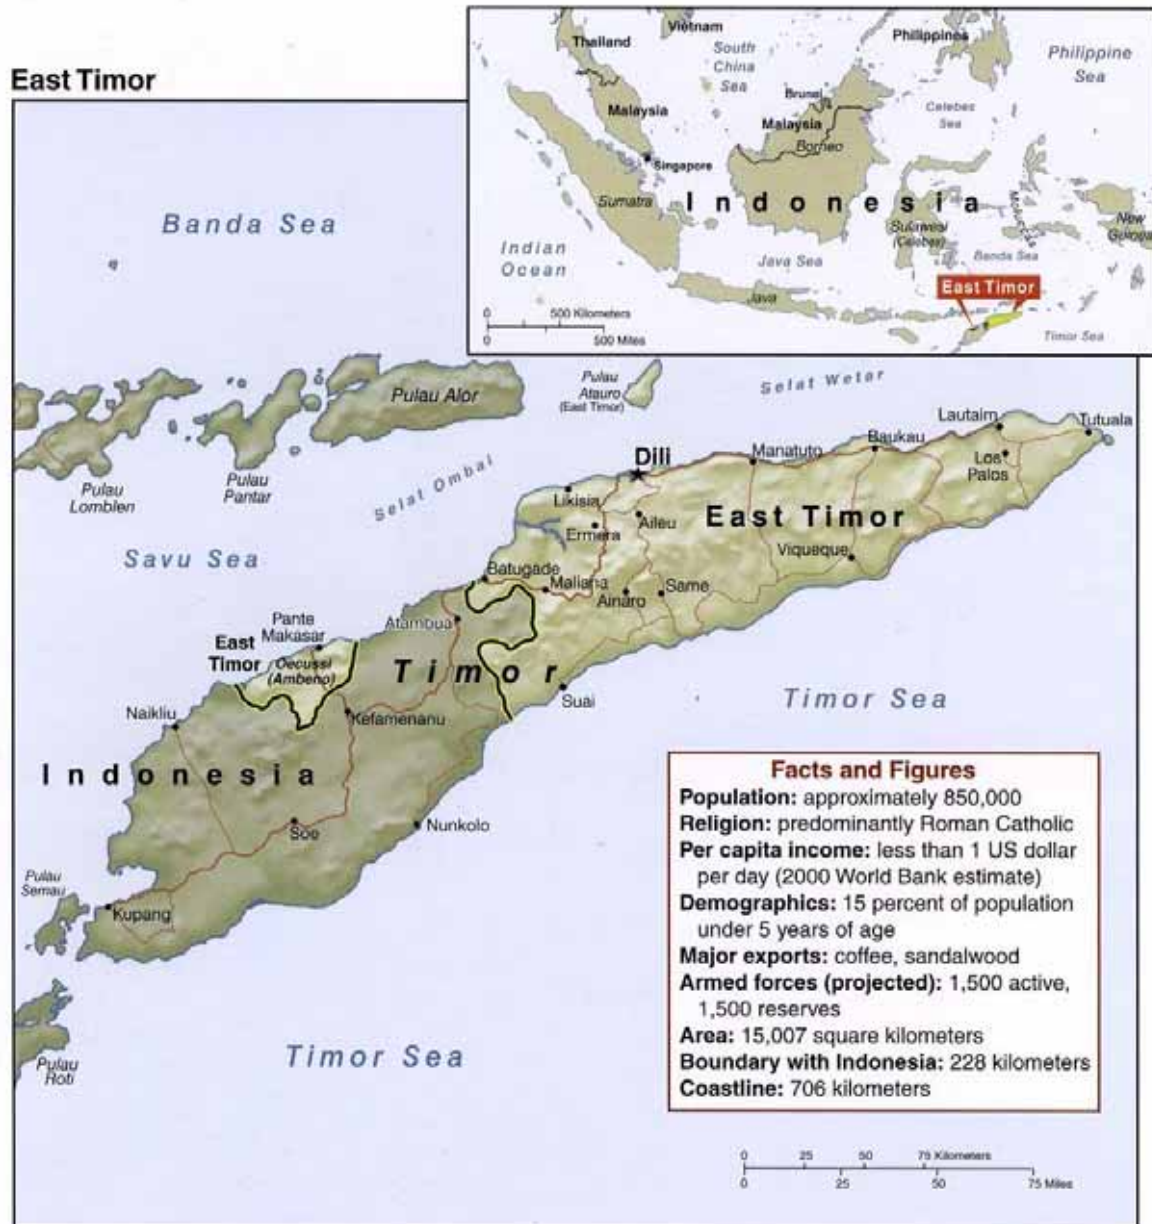 East Timor
Thailand
Vietnam
South
China
Sea
Philippines
Philippine
Sea
Brunei
Malaysia
Malaysia
Borneo
Celebes
Sea
Singapore
Sumatra
Indonesia
Sulawesi
(Celebes)
Moluccas
New
Guinea
Indian
Ocean
Java Sea
Banda Sea
Java
East Timor
Timor Sea
0 500 Kilometers
0 500 Miles
Banda Sea
Pulau Alor
Pulau
Atauro
(East Timor)
Selat Wetar
Pulau
Lomblen
Pulau
Pantar
Selat Ombai
Savu Sea
Lautaim
Tutuala
Baukau
Manatuto
Dili
Los
Palos
Likisia
East Timor
Aileu
Ermera
Viqueque
Batugade
Maliana
Ainaro
Same
Atambua
Pante
Makasar
East
Timor
Oecussi
(Ambeno)
Timor
Suai
Timor Sea
Naikliu
Kefamenanu
Indonesia
Soe
Nunkolo
Pulau
Semau
Kupang
Pulau
Roti
Timor Sea
Facts and Figures
Population: approximately 850,000
Religion: predominantly Roman Catholic
Per capita income: less than 1 US dollar
per day (2000 World Bank estimate)
Demographics: 15 percent of population
under 5 years of age
Major exports: coffee, sandalwood
Armed forces (projected): 1,500 active,
1,500 reserves
Area: 15,007 square kilometers
Boundary with Indonesia: 228 kilometers
Coastline: 706 kilometers
0 25 50 75 Kilometers
0 25 50 75 Miles